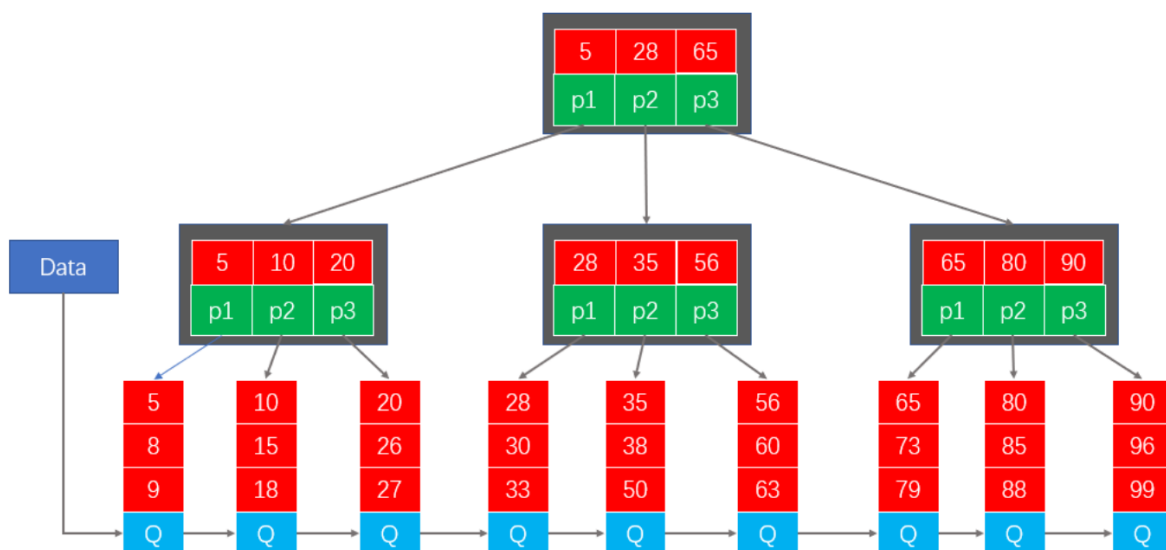 5 28 65
p1 p2 p3
Data
5 10 20
p1 p2 p3
28 35 56
p1 p2 p3
65 80 90
p1 p2 p3
5 10 20 28 35 56 65 80 90
8 15 26 30 38 60 73 85 96
9 18 27 33 50 63 79 88 99
Q Q Q Q Q Q Q Q Q